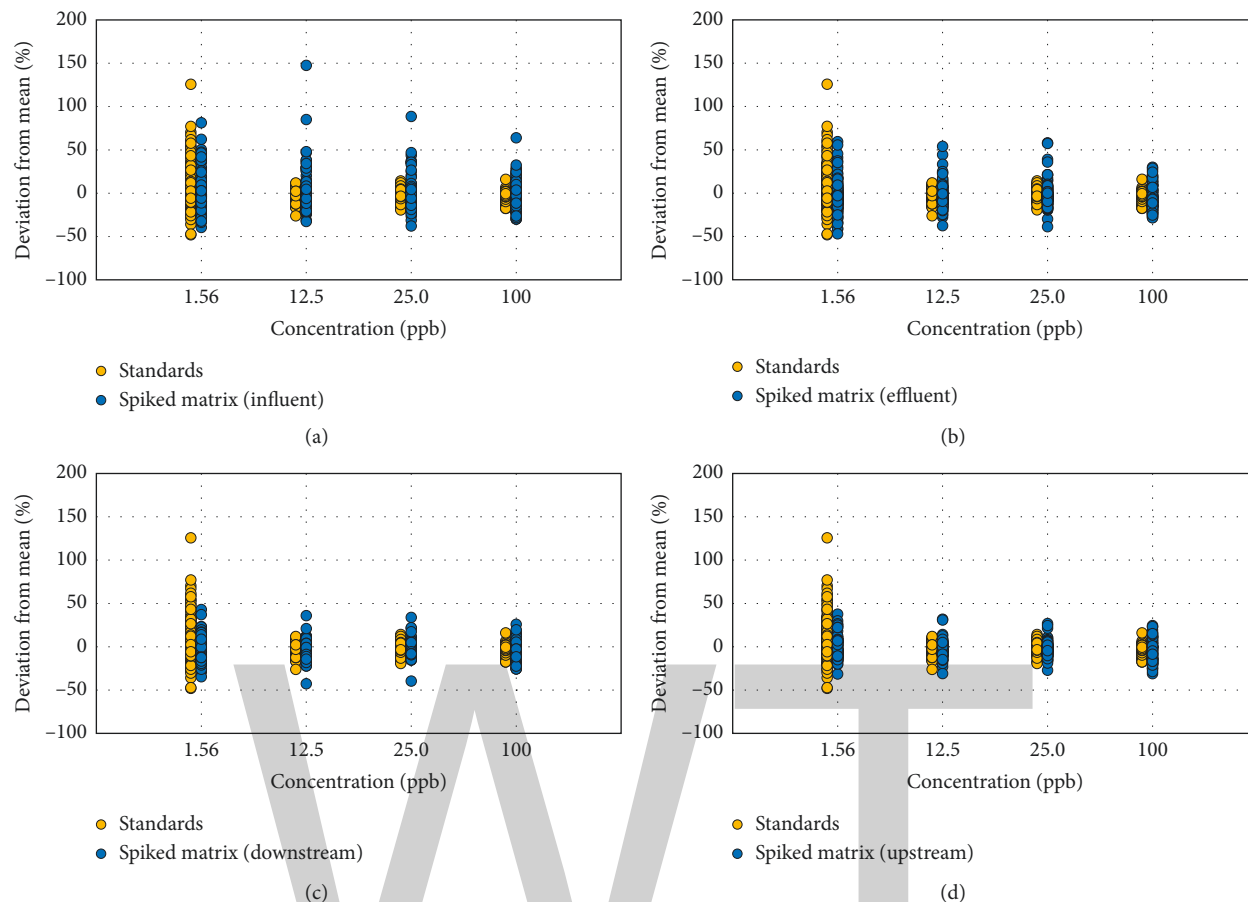 200
150
100
50
0
–50
–100
Deviation from mean (%)
1.56 12.5 25.0 100
Concentration (ppb)
Standards
Spiked matrix (influent)
(a)
200
150
100
50
0
–50
–100
Deviation from mean (%)
1.56 12.5 25.0 100
Concentration (ppb)
Standards
Spiked matrix (effluent)
(b)
200
150
100
50
0
–50
–100
Deviation from mean (%)
1.56 12.5 25.0 100
Concentration (ppb)
Standards
Spiked matrix (downstream)
(c)
200
150
100
50
0
–50
–100
Deviation from mean (%)
1.56 12.5 25.0 100
Concentration (ppb)
Standards
Spiked matrix (upstream)
(d)
WT